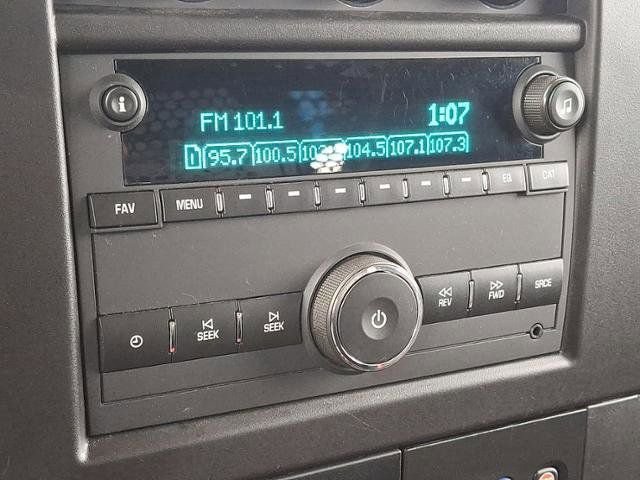 FM 101.1 1:07
1 95.7 100.5 104.5 107.1 107.3
FAV MENU EQ CAT
SEEK SEEK REV FWD SRCE